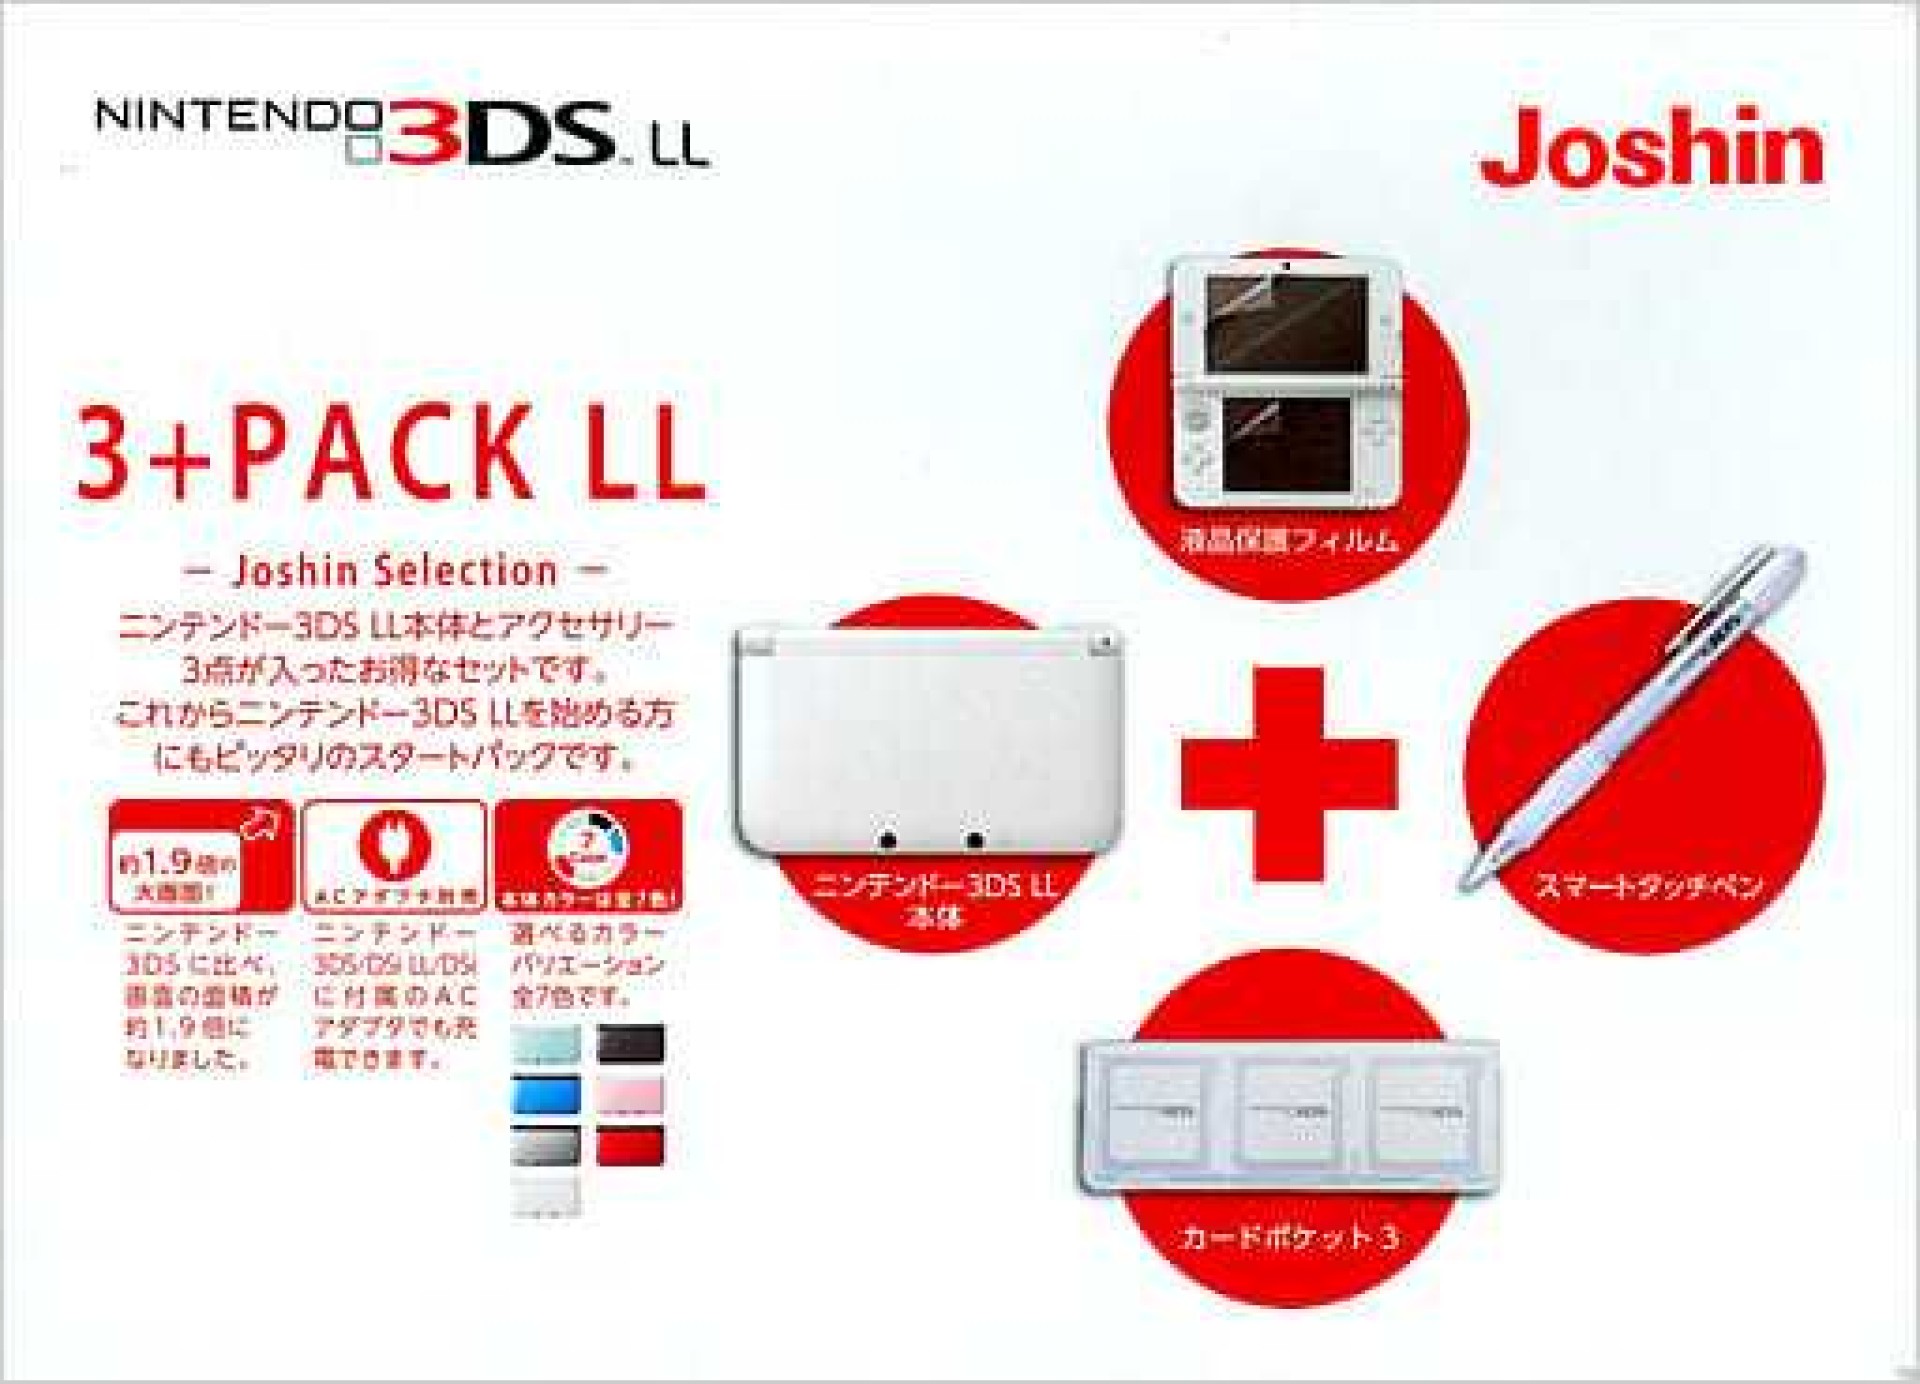 NINTENDO 3DS™ LL
Joshin
3+PACK LL
– Joshin Selection –
ニンテンドー3DS LL本体とアクセサリー
3点が入ったお得なセットです。
これからニンテンドー3DS LLを始める方
にもピッタリのスタートパックです。
約1.9倍の
大画面!
ACアダプタ別売
7
本体カラーは全7色!
ニンテンドー
3DSに比べ、
画面の面積が
約1.9倍に
なりました。
ニンテンドー
3DS/DSi LL/DSi
に付属のAC
アダプタでも充
電できます。
選べるカラー
バリエーション
全7色です。
液晶保護フィルム
ニンテンドー3DS LL
本体
スマートタッチペン
カードポケット3